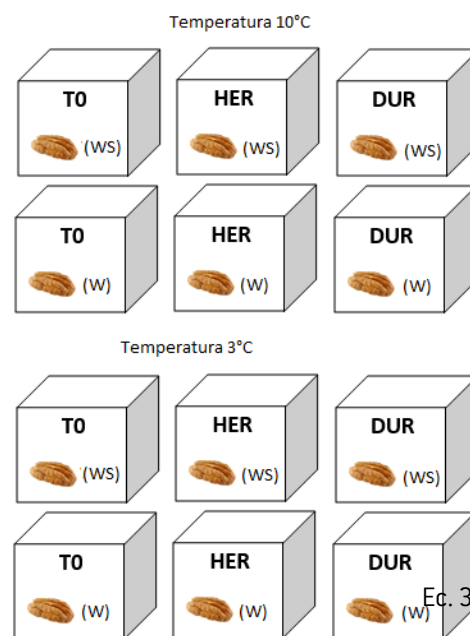 Temperatura 10°C
T0 HER DUR
(WS) (WS) (WS)
T0 HER DUR
(W) (W) (W)
Temperatura 3°C
T0 HER DUR
(WS) (WS) (WS)
T0 HER DUR
(W) (W) (W)
Ec. 3